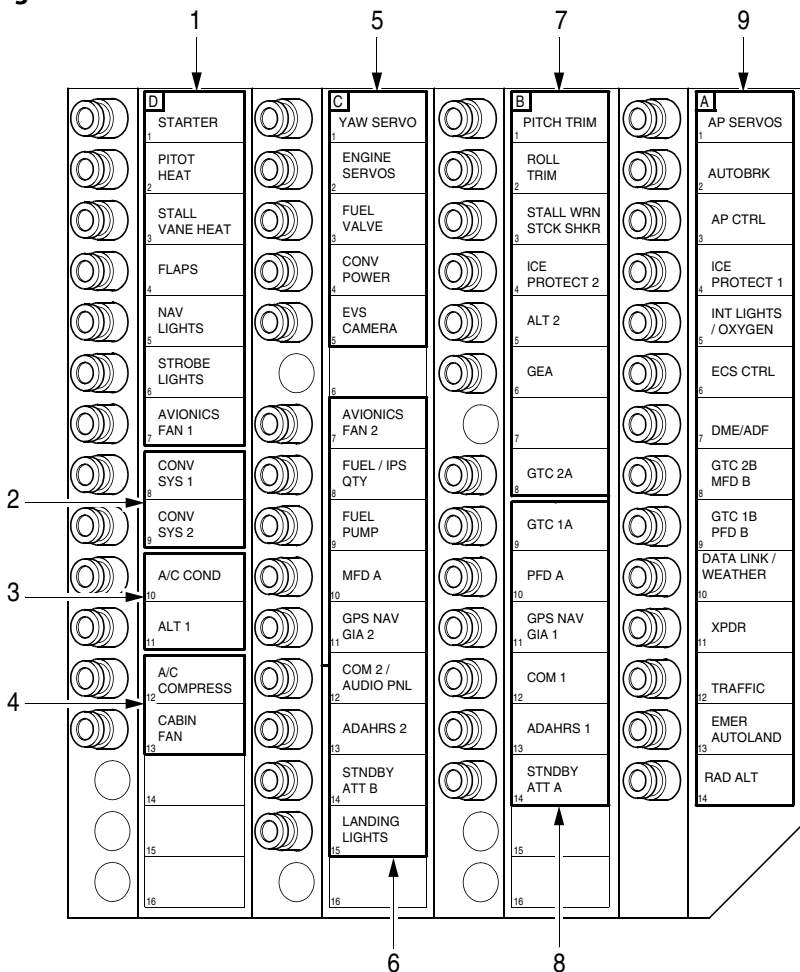 g
1
5
7
9
D
STARTER
1
PITOT
HEAT
2
STALL
VANE HEAT
3
FLAPS
4
NAV
LIGHTS
5
STROBE
LIGHTS
6
AVIONICS
FAN 1
7
CONV
SYS 1
8
2
CONV
SYS 2
9
A/C COND
10
3
ALT 1
11
A/C
COMPRESS
12
4
CABIN
FAN
13
14
15
16
C
YAW SERVO
1
ENGINE
SERVOS
2
FUEL
VALVE
3
CONV
POWER
4
EVS
CAMERA
5
6
AVIONICS
FAN 2
7
FUEL / IPS
QTY
8
FUEL
PUMP
9
MFD A
10
GPS NAV
GIA 2
11
COM 2 /
AUDIO PNL
12
ADAHRS 2
13
STNDBY
ATT B
14
LANDING
LIGHTS
15
16
B
PITCH TRIM
1
ROLL
TRIM
2
STALL WRN
STCK SHKR
3
ICE
PROTECT 2
4
ALT 2
5
GEA
6
7
GTC 2A
8
GTC 1A
9
PFD A
10
GPS NAV
GIA 1
11
COM 1
12
ADAHRS 1
13
STNDBY
ATT A
14
15
16
A
AP SERVOS
1
AUTOBRK
2
AP CTRL
3
ICE
PROTECT 1
4
INT LIGHTS
/ OXYGEN
5
ECS CTRL
6
DME/ADF
7
GTC 2B
MFD B
8
GTC 1B
PFD B
9
DATA LINK /
WEATHER
10
XPDR
11
TRAFFIC
12
EMER
AUTOLAND
13
RAD ALT
14
6
8